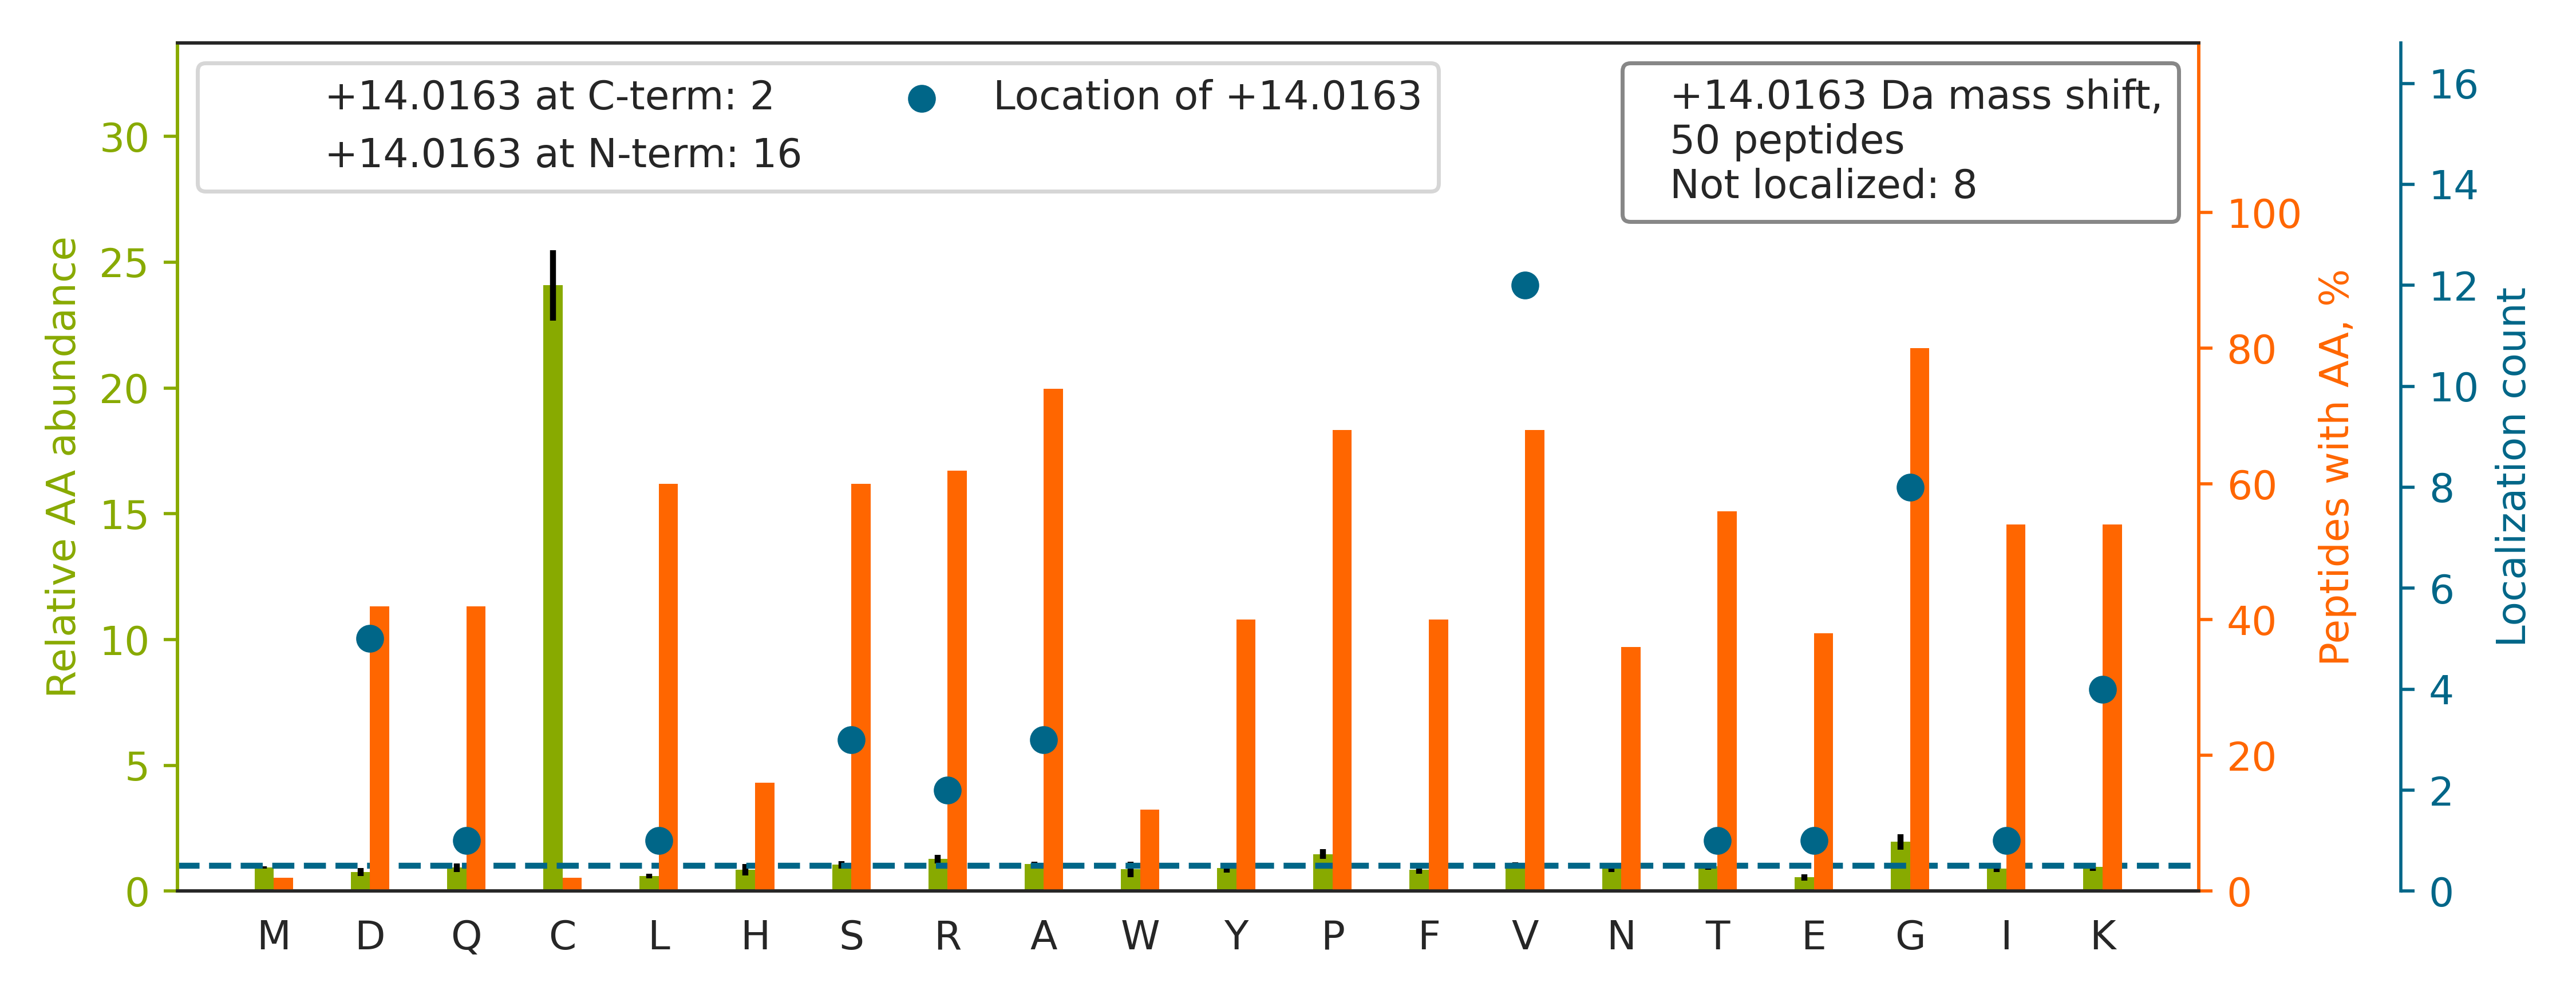 +14.0163 at C-term: 2
+14.0163 at N-term: 16
Location of +14.0163
+14.0163 Da mass shift,
50 peptides
Not localized: 8
Relative AA abundance
30
25
20
15
10
5
0
M D Q C L H S R A W Y P F V N T E G I K
100
80
60
40
20
0
Peptides with AA, %
16
14
12
10
8
6
4
2
0
Localization count